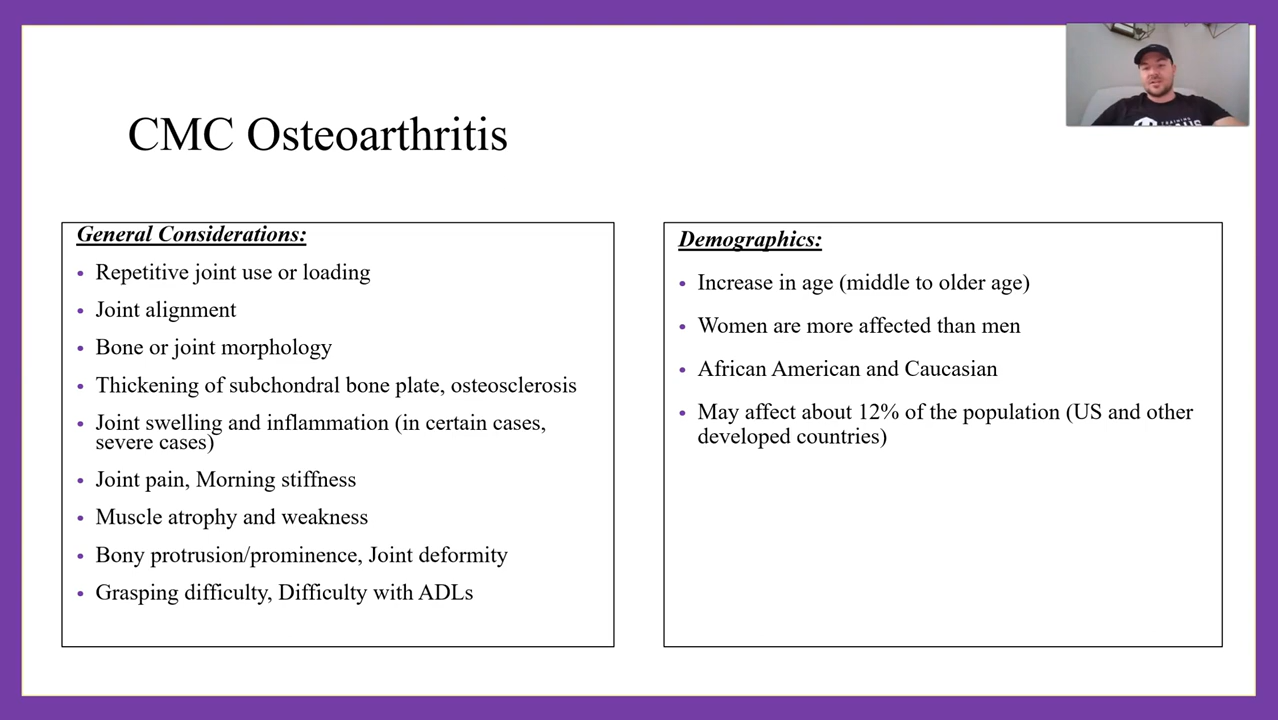 CMC Osteoarthritis
General Considerations:
• Repetitive joint use or loading
• Joint alignment
• Bone or joint morphology
• Thickening of subchondral bone plate, osteosclerosis
• Joint swelling and inflammation (in certain cases,
severe cases)
• Joint pain, Morning stiffness
• Muscle atrophy and weakness
• Bony protrusion/prominence, Joint deformity
• Grasping difficulty, Difficulty with ADLs
Demographics:
• Increase in age (middle to older age)
• Women are more affected than men
• African American and Caucasian
• May affect about 12% of the population (US and other
developed countries)